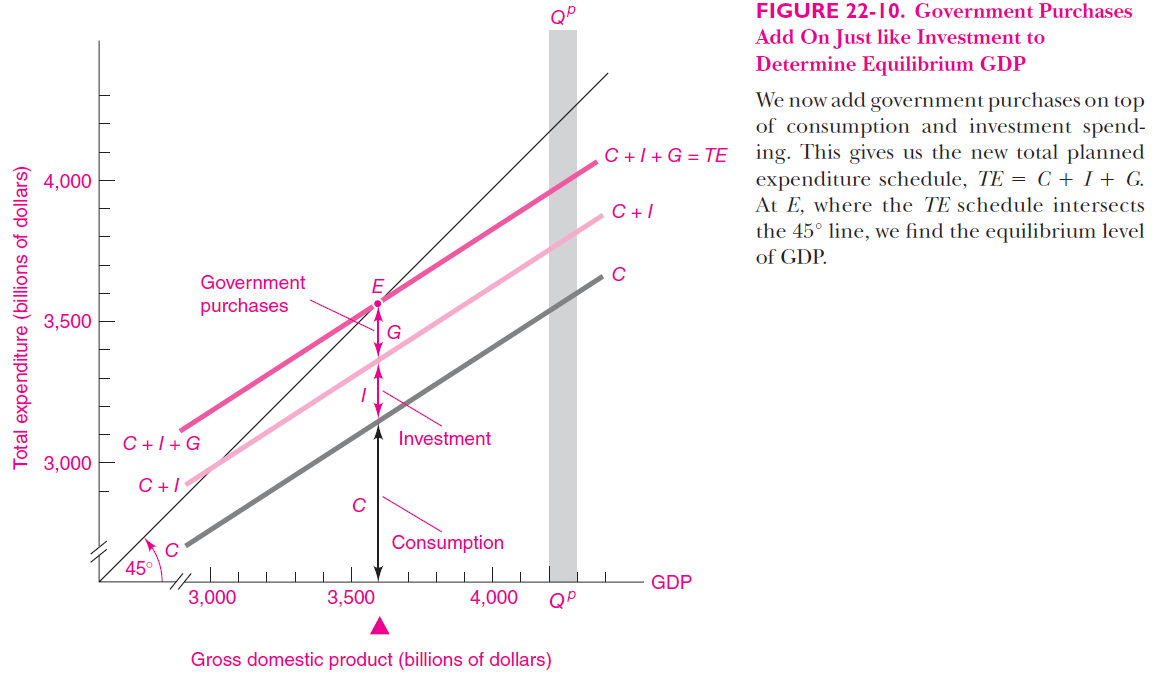 Q^P
FIGURE 22-10. Government Purchases
Add On Just like Investment to
Determine Equilibrium GDP
We now add government purchases on top
of consumption and investment spend-
ing. This gives us the new total planned
expenditure schedule, TE = C + I + G.
At E, where the TE schedule intersects
the 45° line, we find the equilibrium level
of GDP.
Total expenditure (billions of dollars)
4,000
3,500
3,000
C + I + G = TE
C + I
C
Government
purchases
E
G
I
C + I + G
Investment
C + I
C
Consumption
C
45°
GDP
3,000
3,500
4,000
Q^P
Gross domestic product (billions of dollars)